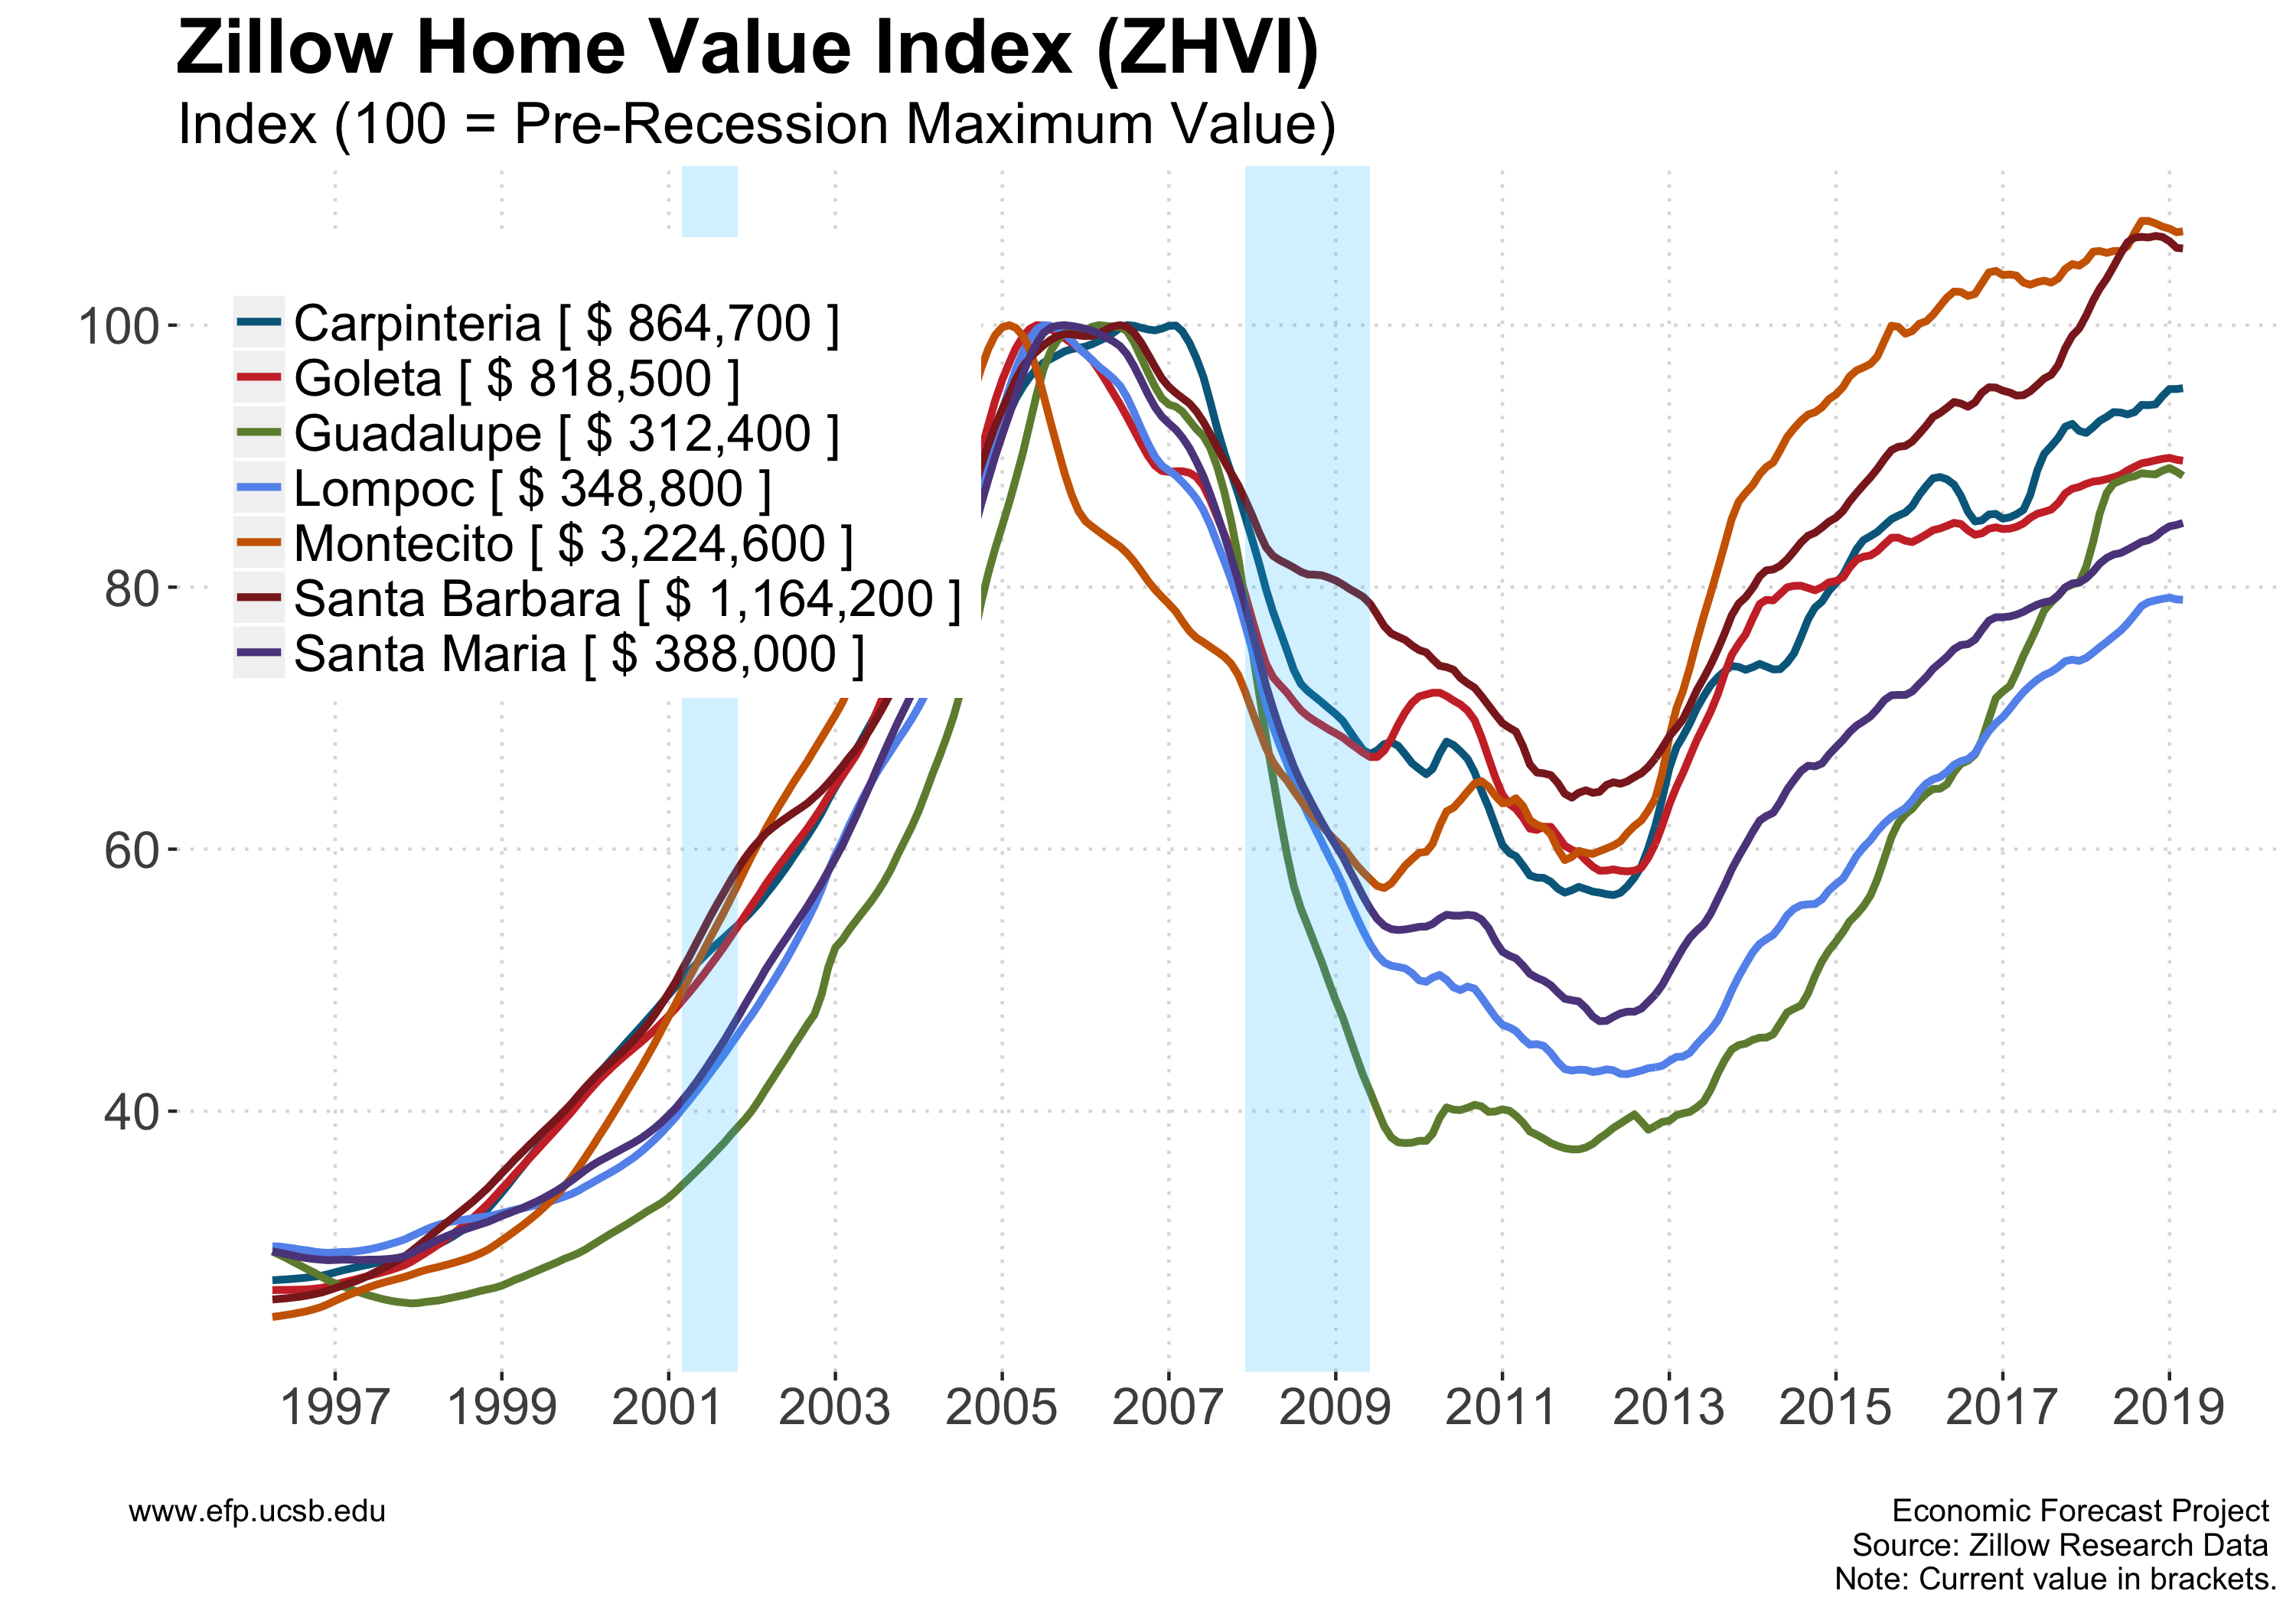 Zillow Home Value Index (ZHVI)
Index (100 = Pre-Recession Maximum Value)
100
80
60
40
Carpinteria [ $ 864,700 ]
Goleta [ $ 818,500 ]
Guadalupe [ $ 312,400 ]
Lompoc [ $ 348,800 ]
Montecito [ $ 3,224,600 ]
Santa Barbara [ $ 1,164,200 ]
Santa Maria [ $ 388,000 ]
1997 1999 2001 2003 2005 2007 2009 2011 2013 2015 2017 2019
www.efp.ucsb.edu
Economic Forecast Project
Source: Zillow Research Data
Note: Current value in brackets.